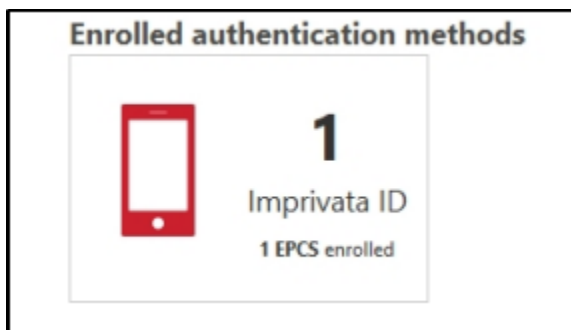 Enrolled authentication methods
1
Imprivata ID
1 EPCS enrolled